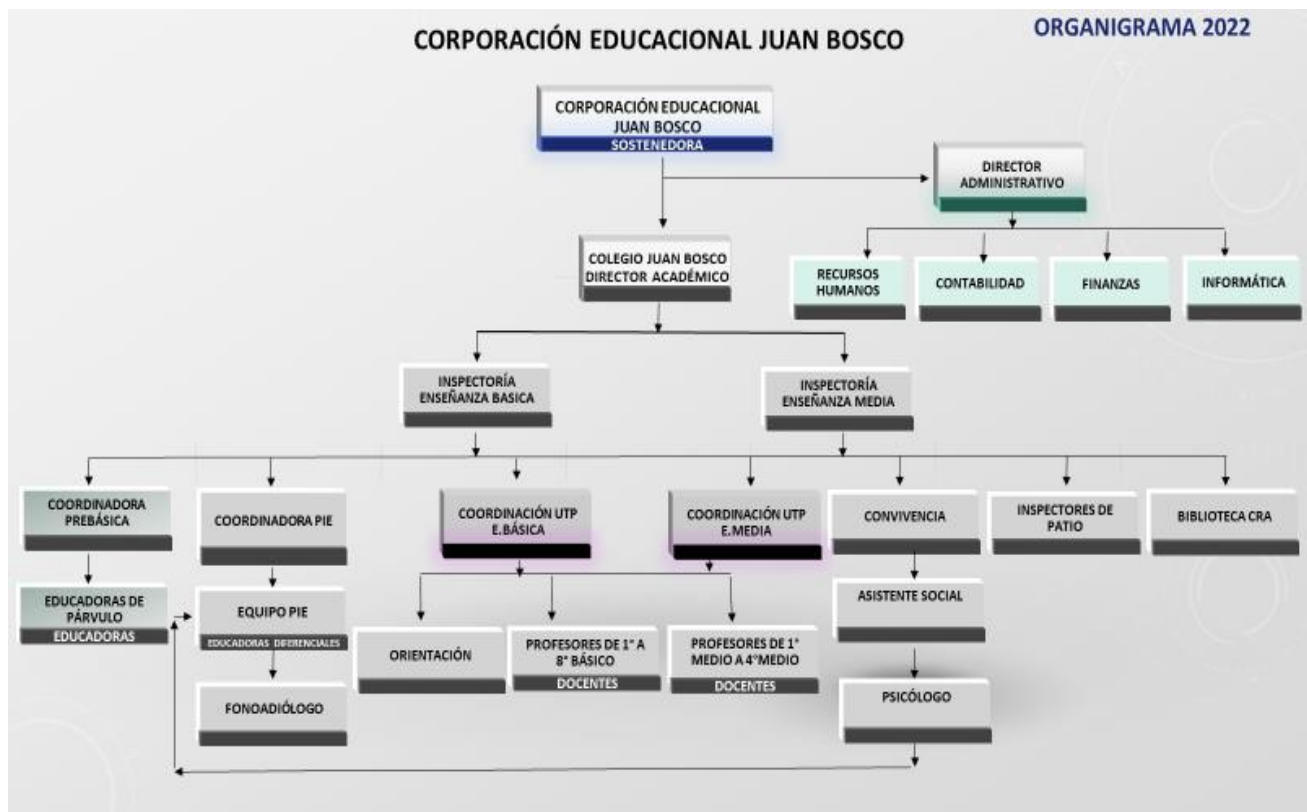 CORPORACIÓN EDUCACIONAL JUAN BOSCO
ORGANIGRAMA 2022
CORPORACIÓN EDUCACIONAL
JUAN BOSCO
SOSTENEDORA
DIRECTOR
ADMINISTRATIVO
COLEGIO JUAN BOSCO
DIRECTOR ACADÉMICO
RECURSOS
HUMANOS
CONTABILIDAD
FINANZAS
INFORMÁTICA
INSPECTORÍA
ENSEÑANZA BASICA
INSPECTORÍA
ENSEÑANZA MEDIA
COORDINADORA
PREBÁSICA
COORDINADORA PIE
COORDINACIÓN UTP
E.BÁSICA
COORDINACIÓN UTP
E.MEDIA
CONVIVENCIA
INSPECTORES DE
PATIO
BIBLIOTECA CRA
EDUCADORAS DE
PÁRVULO
EDUCADORAS
EQUIPO PIE
EDUCADORAS DIFERENCIALES
ASISTENTE SOCIAL
ORIENTACIÓN
PROFESORES DE 1° A
8° BÁSICO
DOCENTES
PROFESORES DE 1°
MEDIO A 4°MEDIO
DOCENTES
FONOADIÓLOGO
PSICÓLOGO